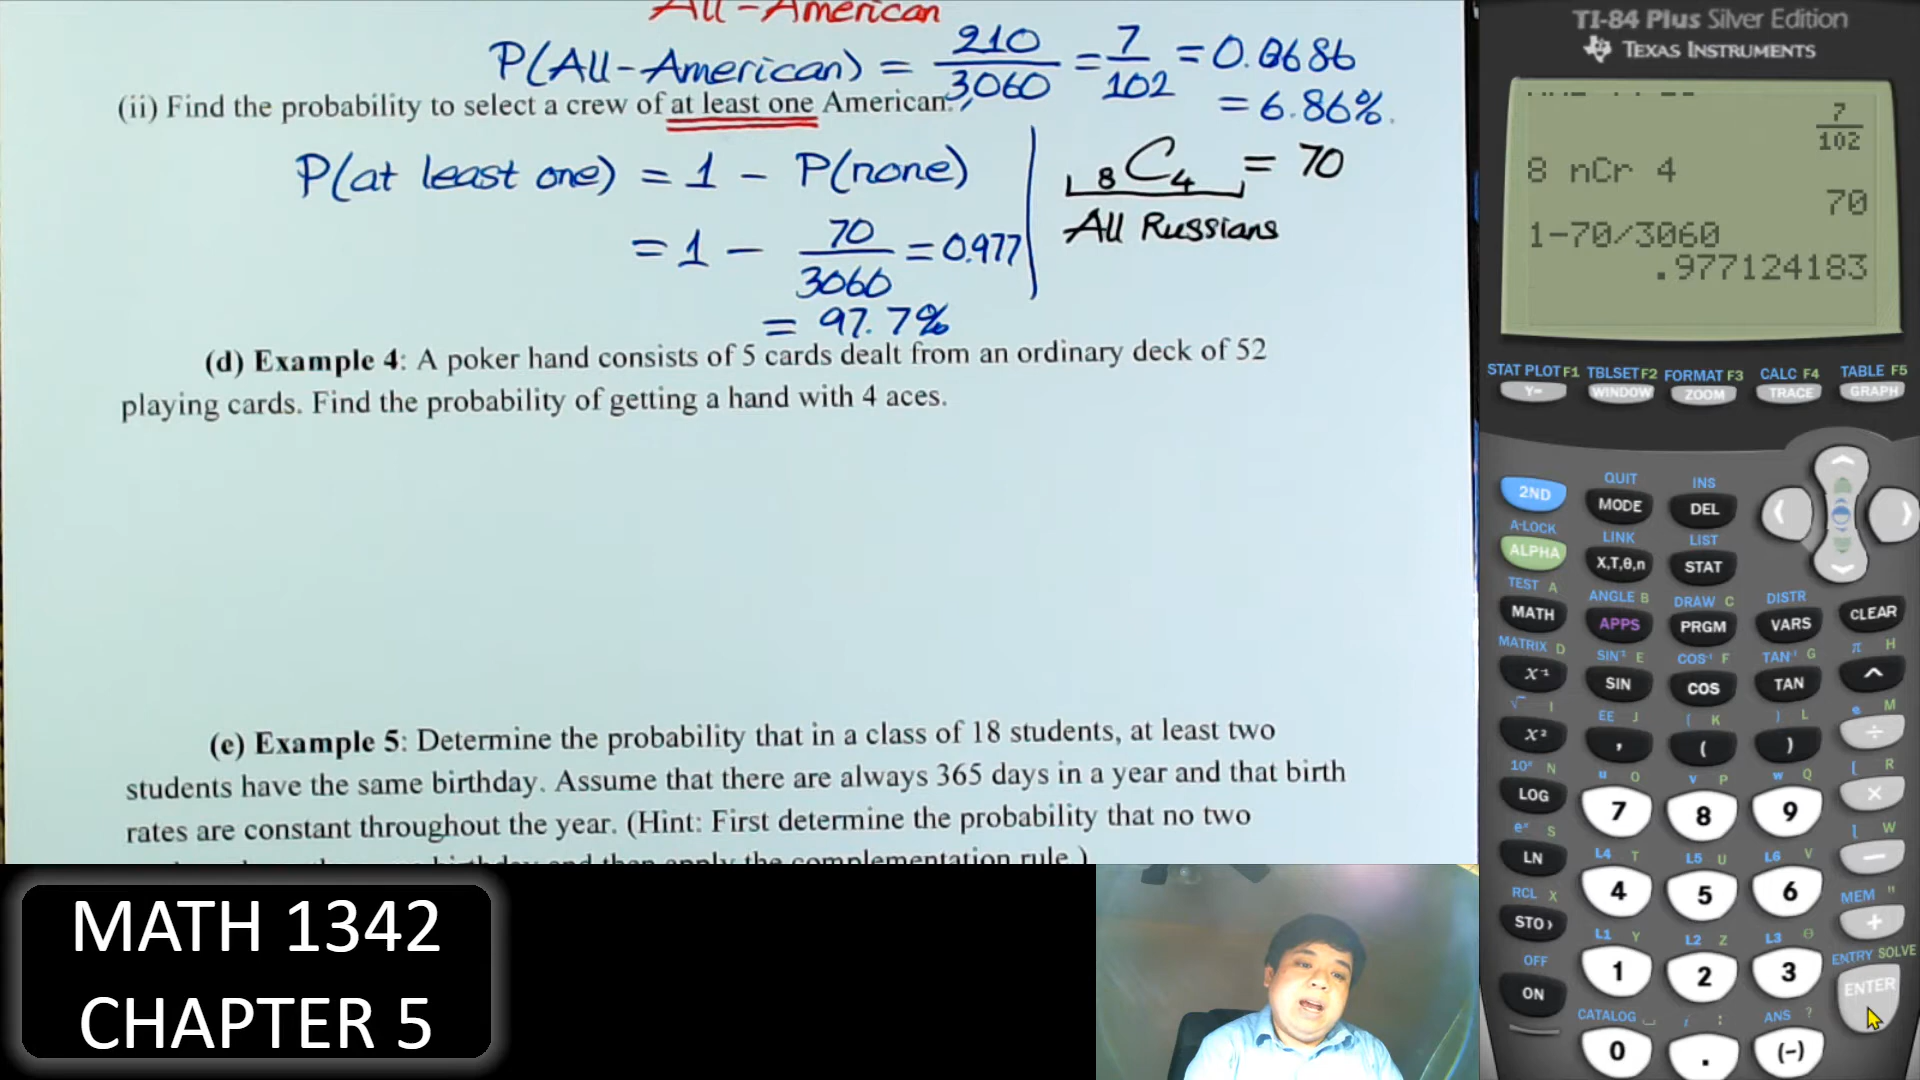 All-American
P(All-American) = 210/3060 = 7/102 = 0.0686
= 6.86%.
(ii) Find the probability to select a crew of at least one American.
P(at least one) = 1 - P(none)
= 1 - 70/3060 = 0.977
= 97.7%
8C4 = 70
All Russians
(d) Example 4: A poker hand consists of 5 cards dealt from an ordinary deck of 52
playing cards. Find the probability of getting a hand with 4 aces.
(e) Example 5: Determine the probability that in a class of 18 students, at least two
students have the same birthday. Assume that there are always 365 days in a year and that birth
rates are constant throughout the year. (Hint: First determine the probability that no two
birthday and then apply the complementation rule.)
MATH 1342
CHAPTER 5
TI-84 Plus Silver Edition
TEXAS INSTRUMENTS
7/102
8 nCr 4
70
1-70/3060
.977124183
STAT PLOT F1 TBLSET F2 FORMAT F3 CALC F4 TABLE F5
Y= WINDOW ZOOM TRACE GRAPH
QUIT INS
2ND MODE DEL
A-LOCK LINK LIST
ALPHA X,T,θ,n STAT
TEST A ANGLE B DRAW C DISTR
MATH APPS PRGM VARS CLEAR
MATRIX D SIN⁻¹ E COS⁻¹ F TAN⁻¹ G π H
x⁻¹ SIN COS TAN ^
√ I EE J { K } L e M
x² , ( ) ÷
10ˣ N u O v P w Q [ R
LOG 7 8 9 ×
eˣ S L4 T L5 U L6 V ] W
LN 4 5 6 −
RCL X L1 Y L2 Z L3 θ MEM "
STO› 1 2 3 +
OFF CATALOG i : ANS ? ENTRY SOLVE
ON 0 . (-) ENTER